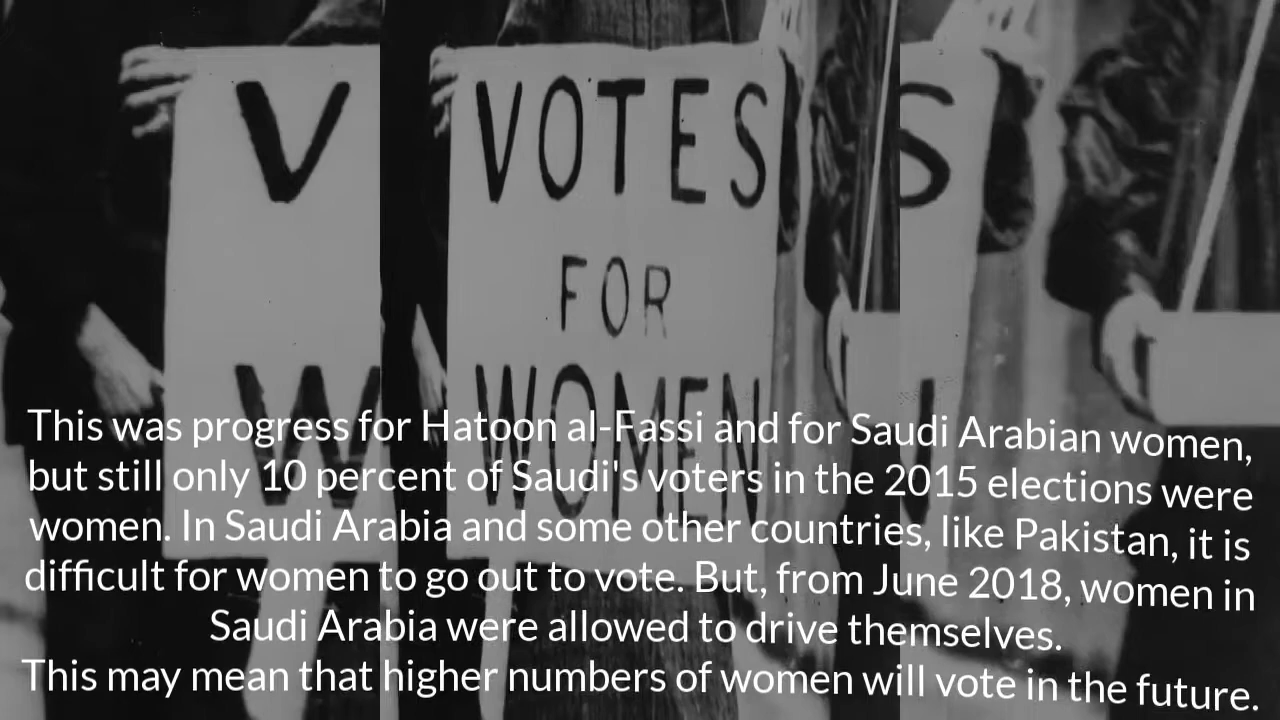 V
W
VOTES
FOR
WOMEN
S
This was progress for Hatoon al-Fassi and for Saudi Arabian women,
but still only 10 percent of Saudi's voters in the 2015 elections were
women. In Saudi Arabia and some other countries, like Pakistan, it is
difficult for women to go out to vote. But, from June 2018, women in
Saudi Arabia were allowed to drive themselves.
This may mean that higher numbers of women will vote in the future.